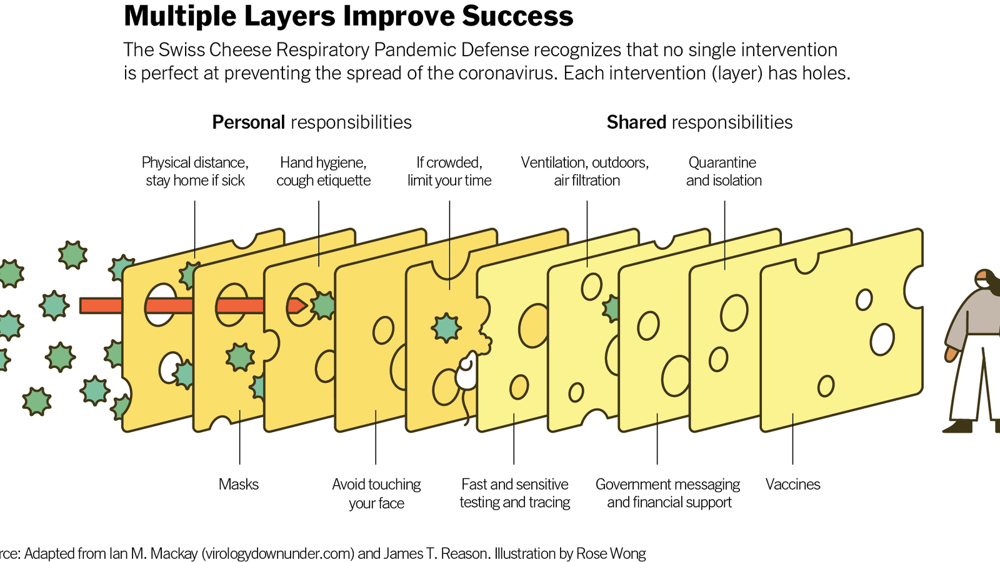 Multiple Layers Improve Success
The Swiss Cheese Respiratory Pandemic Defense recognizes that no single intervention
is perfect at preventing the spread of the coronavirus. Each intervention (layer) has holes.
Personal responsibilities
Shared responsibilities
Physical distance,
stay home if sick
Hand hygiene,
cough etiquette
If crowded,
limit your time
Ventilation, outdoors,
air filtration
Quarantine
and isolation
Masks
Avoid touching
your face
Fast and sensitive
testing and tracing
Government messaging
and financial support
Vaccines
rce: Adapted from Ian M. Mackay (virologydownunder.com) and James T. Reason. Illustration by Rose Wong